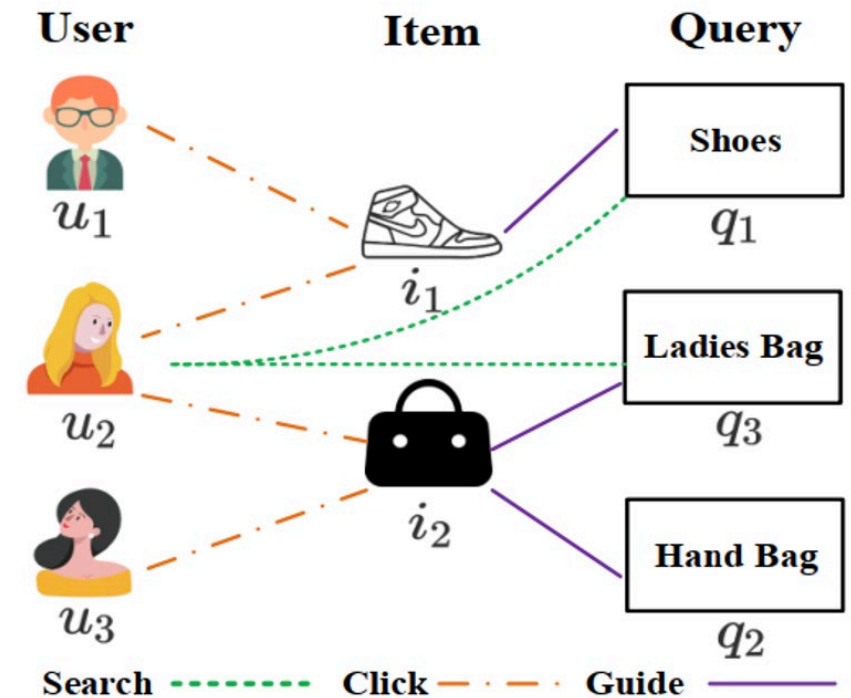 User Item Query
Shoes
u1 q1
i1
Ladies Bag
u2 q3
i2
Hand Bag
u3 q2
Search Click Guide